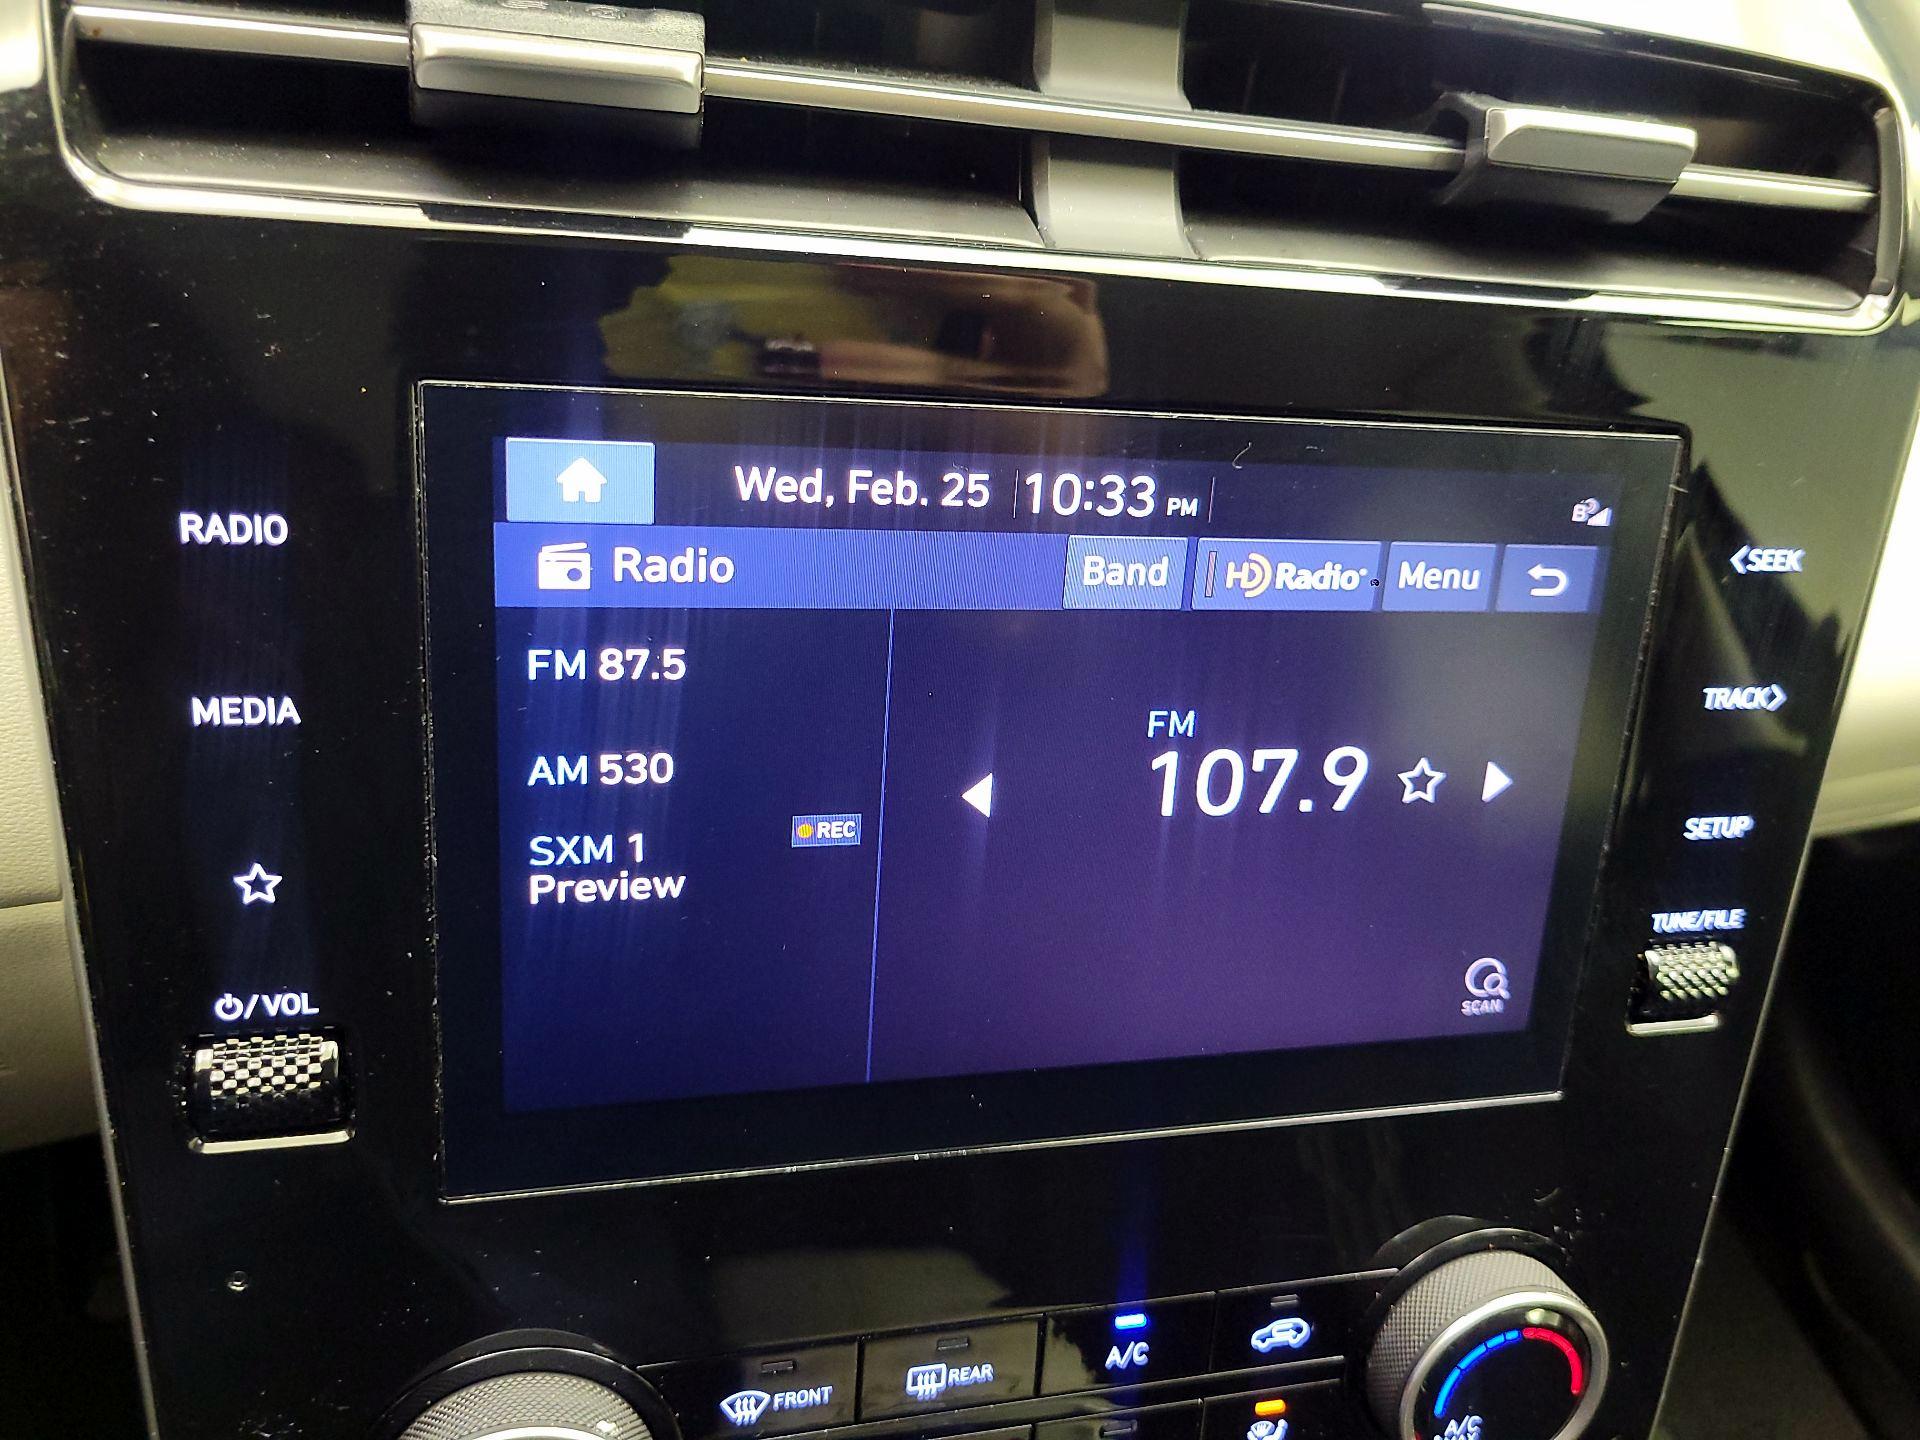 Wed, Feb. 25 10:33 PM
Radio Band HD Radio Menu
RADIO
MEDIA
/ VOL
FM 87.5
AM 530
SXM 1
Preview
REC
FM
107.9
SCAN
SEEK
TRACK
SETUP
TUNE/FILE
FRONT
REAR
A/C
A/C
MAX